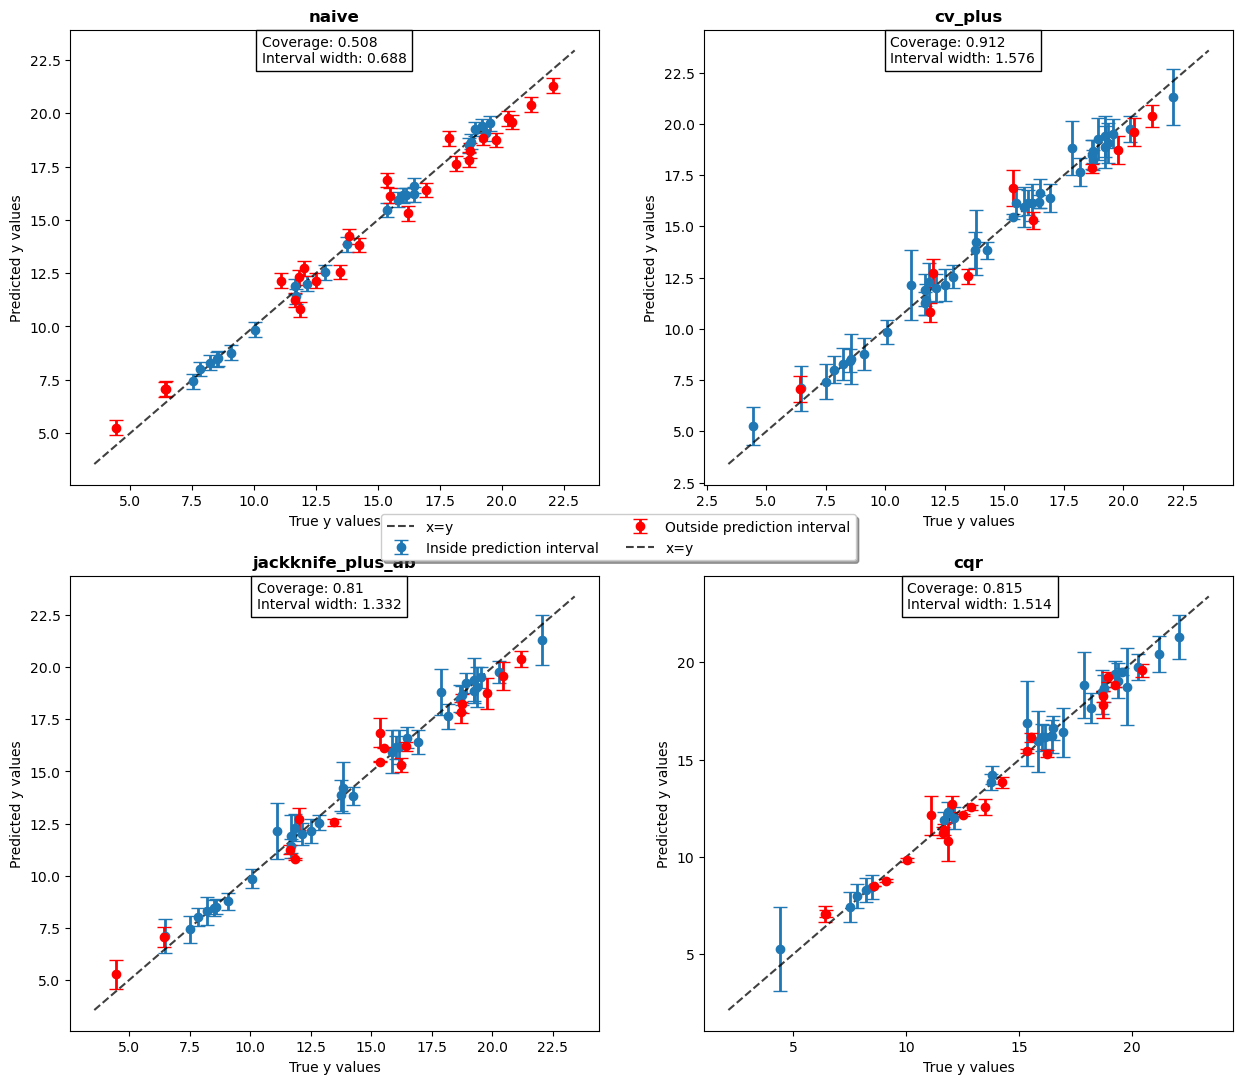 naive
Coverage: 0.508
Interval width: 0.688
22.5
20.0
17.5
15.0
12.5
10.0
7.5
5.0
Predicted y values
5.0 7.5 10.0 12.5 15.0 17.5 20.0 22.5
True y values
cv_plus
Coverage: 0.912
Interval width: 1.576
22.5
20.0
17.5
15.0
12.5
10.0
7.5
5.0
2.5
Predicted y values
2.5 5.0 7.5 10.0 12.5 15.0 17.5 20.0 22.5
True y values
x=y
Inside prediction interval
Outside prediction interval
x=y
jackknife_plus_ab
Coverage: 0.81
Interval width: 1.332
22.5
20.0
17.5
15.0
12.5
10.0
7.5
5.0
Predicted y values
5.0 7.5 10.0 12.5 15.0 17.5 20.0 22.5
True y values
cqr
Coverage: 0.815
Interval width: 1.514
20
15
10
5
Predicted y values
5 10 15 20
True y values